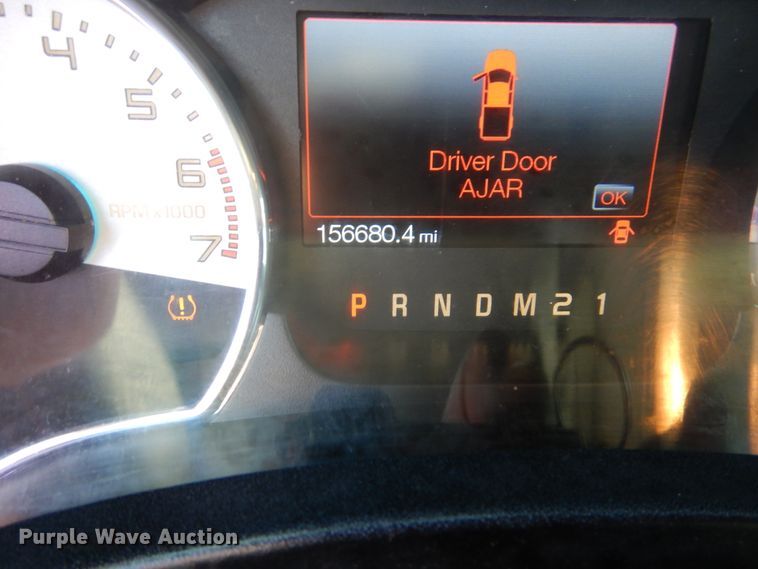 4
5
6
RPM x1000
7
Driver Door
AJAR
OK
156680.4 mi
P R N D M 2 1
Purple Wave Auction